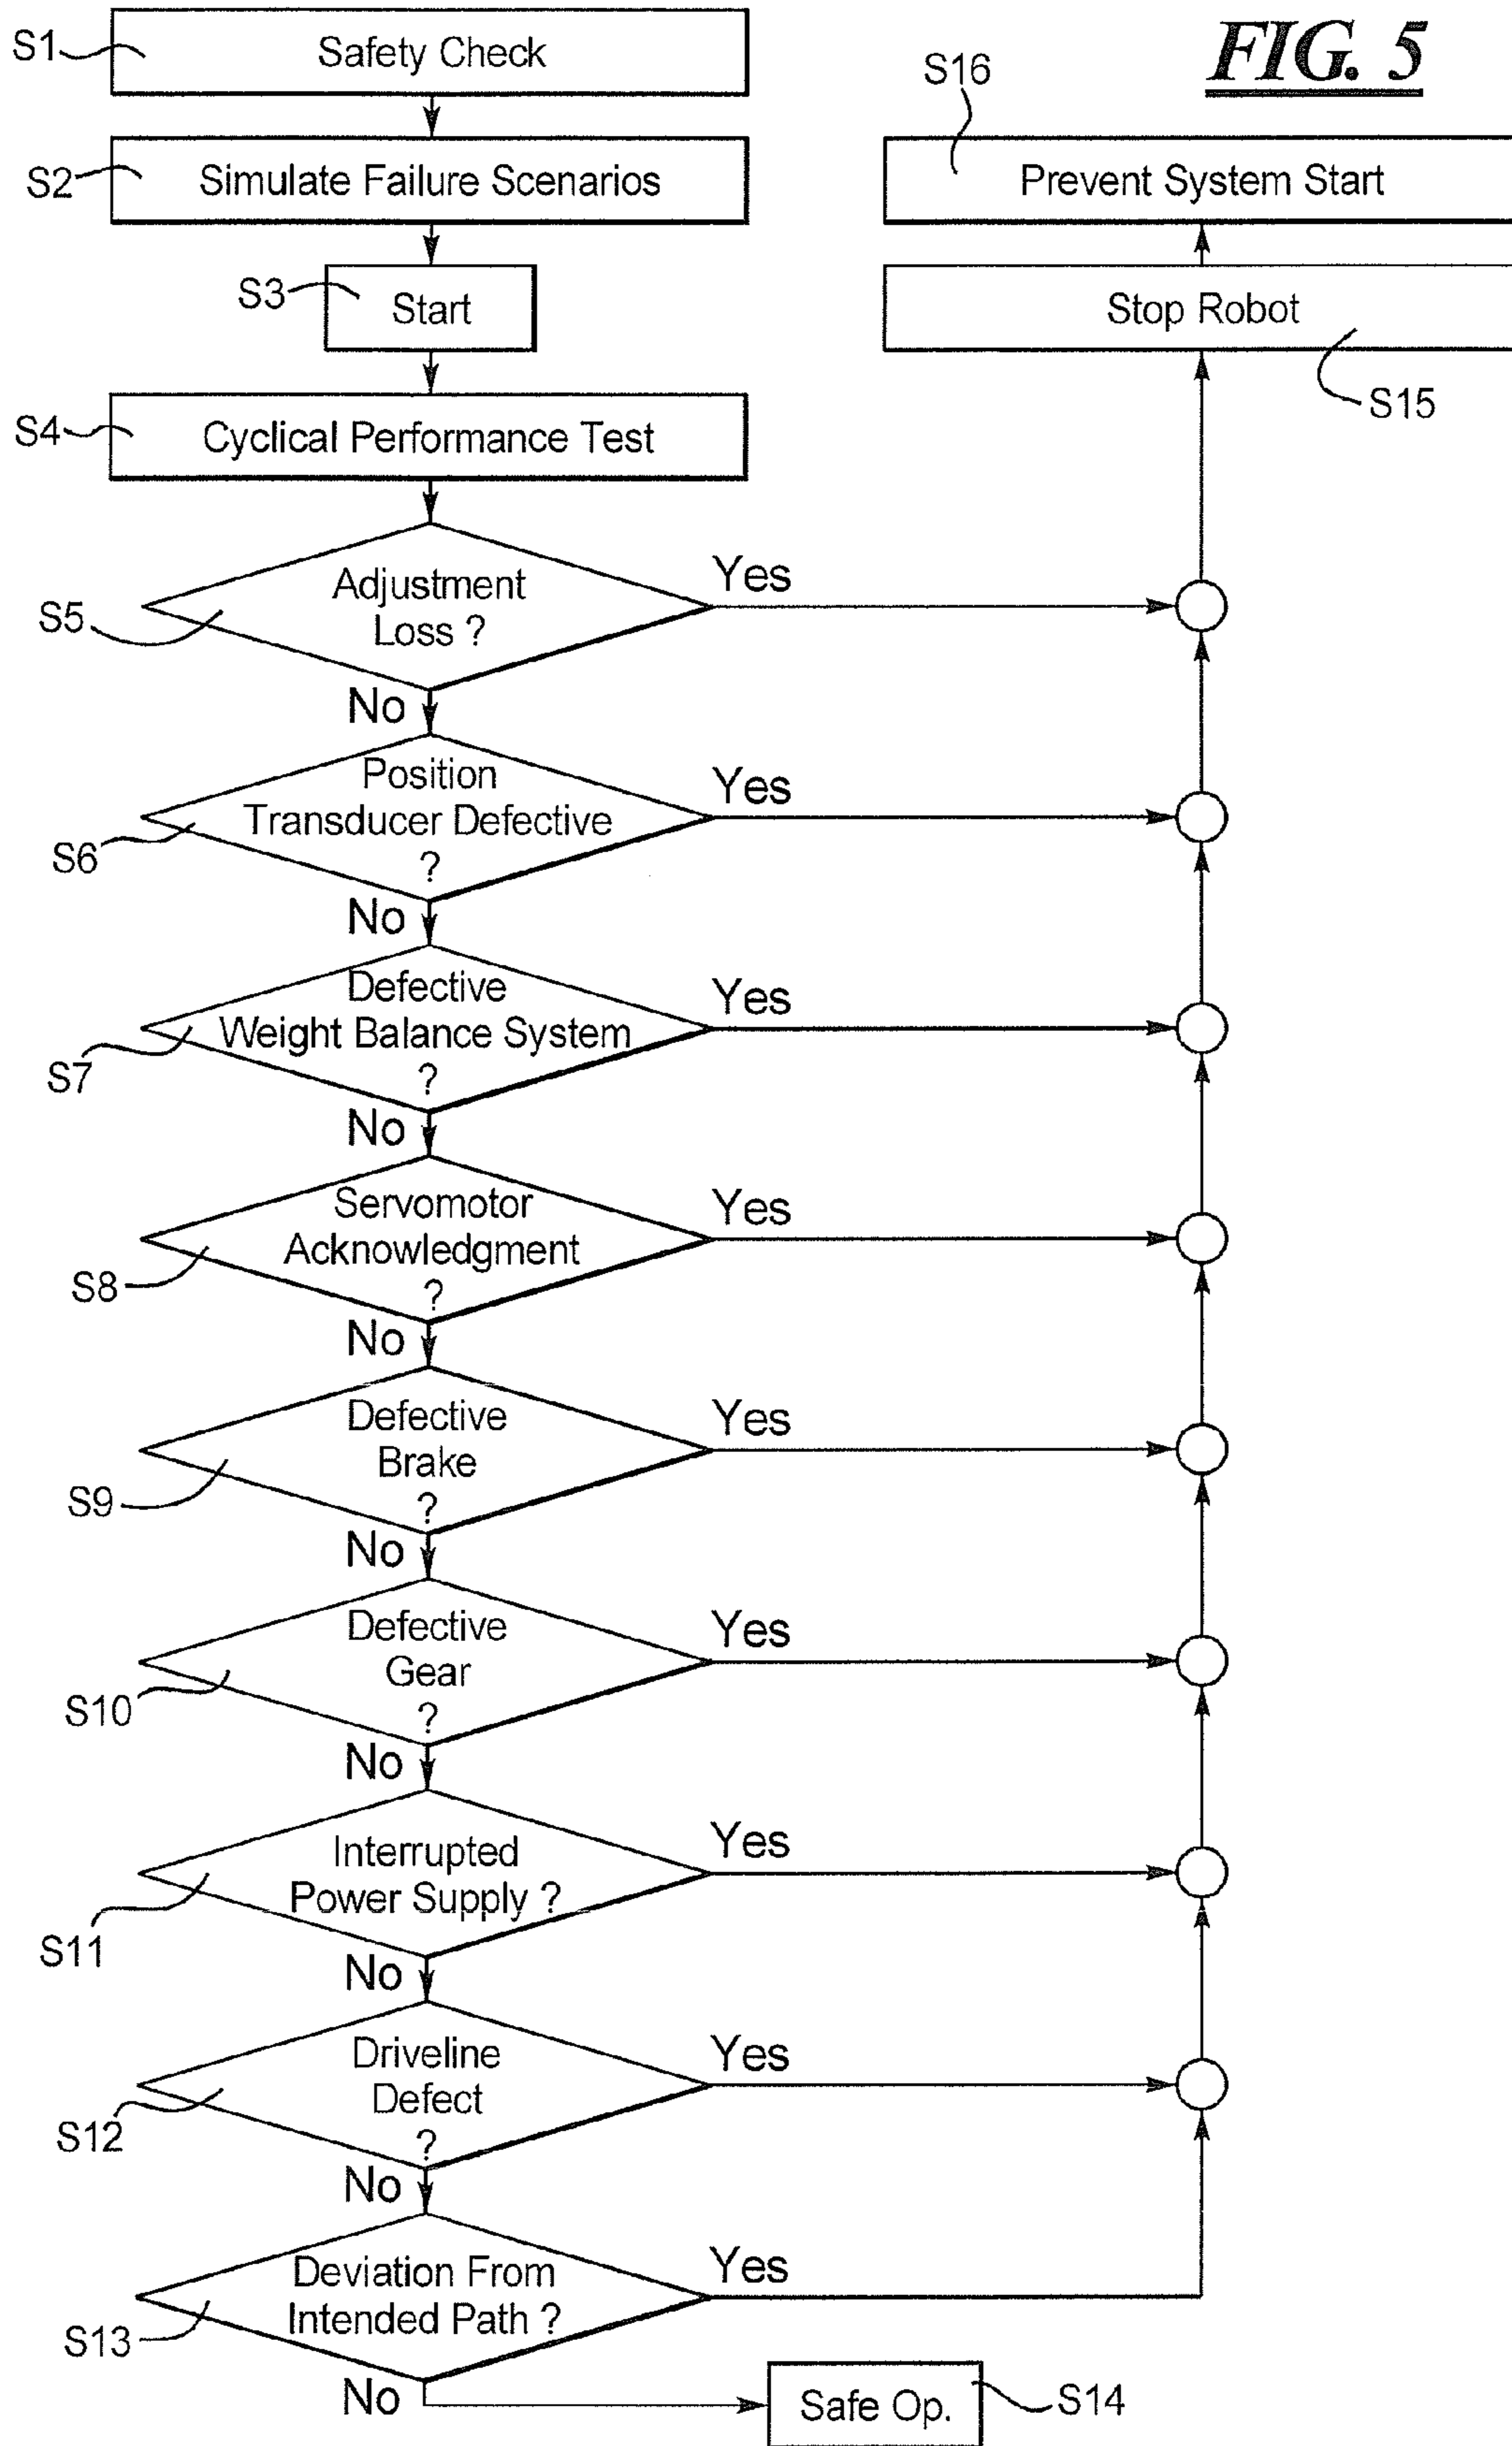 FIG. 5
S1
Safety Check
S2
Simulate Failure Scenarios
S3
Start
S4
Cyclical Performance Test
S5
Adjustment
Loss ?
Yes
No
S6
Position
Transducer Defective
?
Yes
No
S7
Defective
Weight Balance System
?
Yes
No
S8
Servomotor
Acknowledgment
?
Yes
No
S9
Defective
Brake
?
Yes
No
S10
Defective
Gear
?
Yes
No
S11
Interrupted
Power Supply ?
Yes
No
S12
Driveline
Defect
?
Yes
No
S13
Deviation From
Intended Path ?
Yes
No
Safe Op.
S14
S16
Prevent System Start
Stop Robot
S15